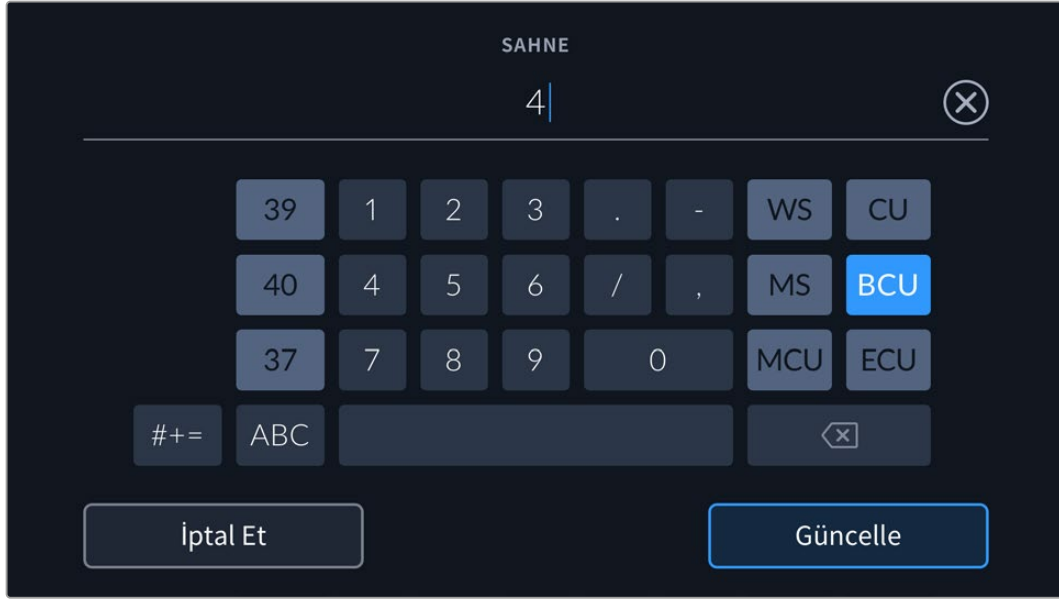 SAHNE
4
39 1 2 3 . - WS CU
40 4 5 6 / , MS BCU
37 7 8 9 0 MCU ECU
#+= ABC
İptal Et Güncelle